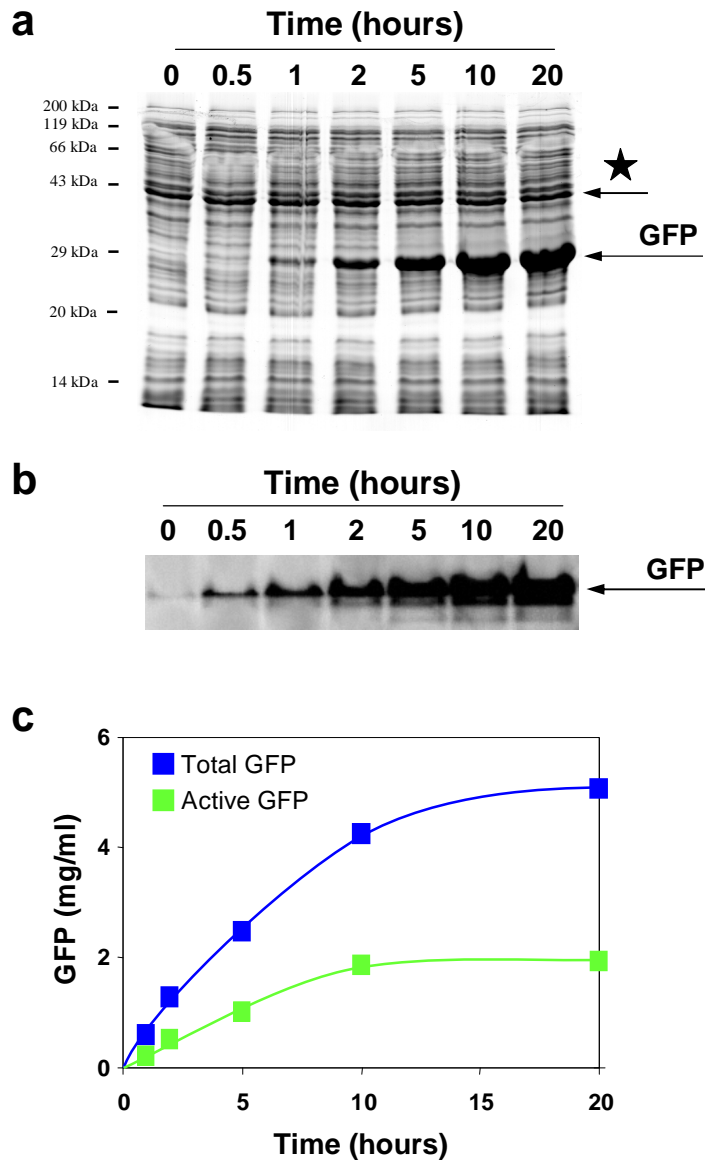 a
Time (hours)
0 0.5 1 2 5 10 20
200 kDa
119 kDa
66 kDa
43 kDa
29 kDa
GFP
20 kDa
14 kDa
b
Time (hours)
0 0.5 1 2 5 10 20
GFP
c
6
Total GFP
Active GFP
4
GFP (mg/ml)
2
0
0 5 10 15 20
Time (hours)